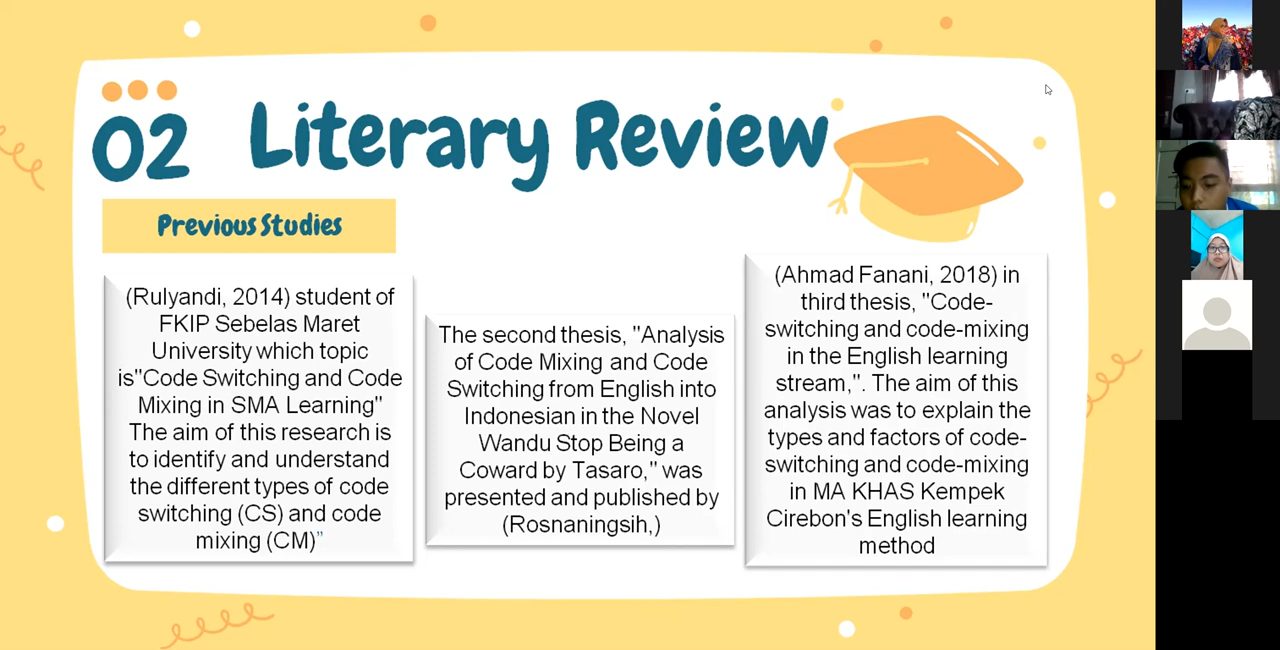 02 Literary Review
Previous Studies
(Rulyandi, 2014) student of
FKIP Sebelas Maret
University which topic
is"Code Switching and Code
Mixing in SMA Learning"
The aim of this research is
to identify and understand
the different types of code
switching (CS) and code
mixing (CM)”
The second thesis, "Analysis
of Code Mixing and Code
Switching from English into
Indonesian in the Novel
Wandu Stop Being a
Coward by Tasaro," was
presented and published by
(Rosnaningsih,)
(Ahmad Fanani, 2018) in
third thesis, "Code-
switching and code-mixing
in the English learning
stream,". The aim of this
analysis was to explain the
types and factors of code-
switching and code-mixing
in MA KHAS Kempek
Cirebon's English learning
method